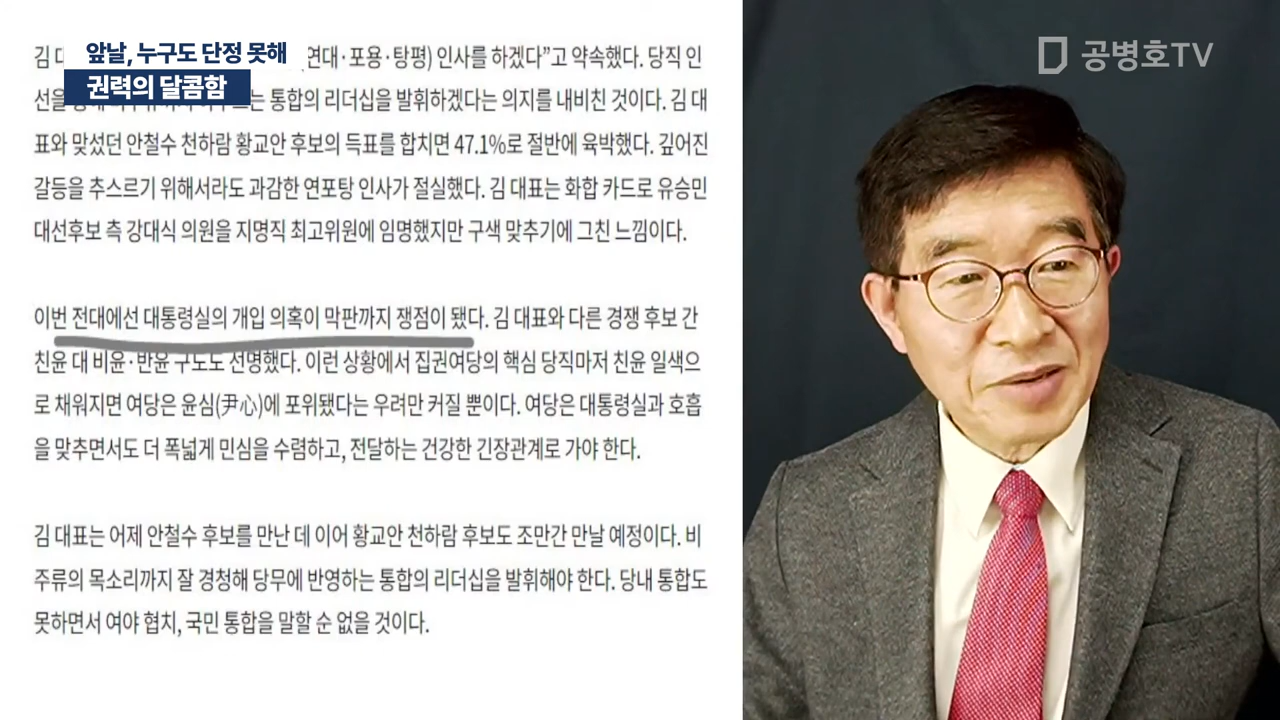 앞날, 누구도 단정 못해
권력의 달콤함
공병호TV
김 대 연대·포용·탕평) 인사를 하겠다”고 약속했다. 당직 인
선을 는 통합의 리더십을 발휘하겠다는 의지를 내비친 것이다. 김 대
표와 맞섰던 안철수 천하람 황교안 후보의 득표를 합치면 47.1%로 절반에 육박했다. 깊어진
갈등을 추스르기 위해서라도 과감한 연포탕 인사가 절실했다. 김 대표는 화합 카드로 유승민
대선후보 측 강대식 의원을 지명직 최고위원에 임명했지만 구색 맞추기에 그친 느낌이다.
이번 전대에선 대통령실의 개입 의혹이 막판까지 쟁점이 됐다. 김 대표와 다른 경쟁 후보 간
친윤 대 비윤·반윤 구도도 선명했다. 이런 상황에서 집권여당의 핵심 당직마저 친윤 일색으
로 채워지면 여당은 윤심(尹心)에 포위됐다는 우려만 커질 뿐이다. 여당은 대통령실과 호흡
을 맞추면서도 더 폭넓게 민심을 수렴하고, 전달하는 건강한 긴장관계로 가야 한다.
김 대표는 어제 안철수 후보를 만난 데 이어 황교안 천하람 후보도 조만간 만날 예정이다. 비
주류의 목소리까지 잘 경청해 당무에 반영하는 통합의 리더십을 발휘해야 한다. 당내 통합도
못하면서 여야 협치, 국민 통합을 말할 순 없을 것이다.